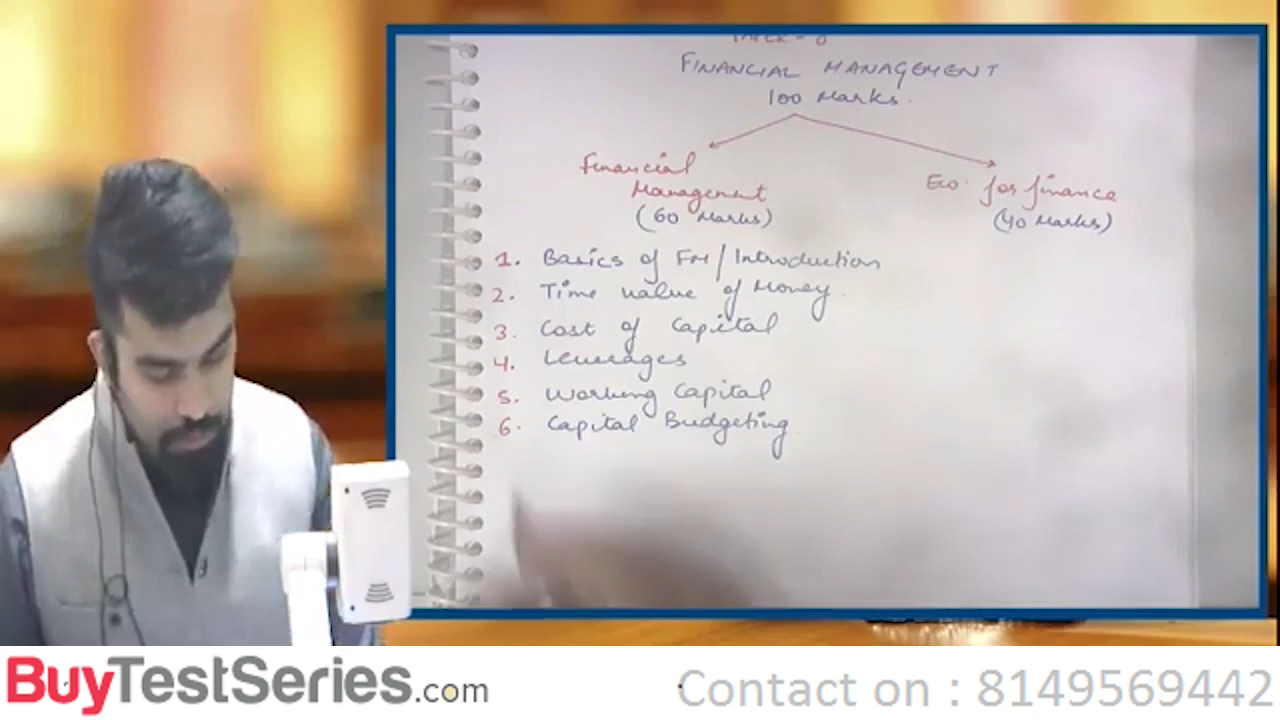 FINANCIAL MANAGEMENT
100 Marks.
Financial
Management
(60 Marks)
Eco. for finance
(40 Marks)
1. Basics of FM/Introduction
2. Time Value of Money.
3. Cost of Capital
4. Leverages
5. Working Capital
6. Capital Budgeting.
BuyTestSeries.com
Contact on : 8149569442